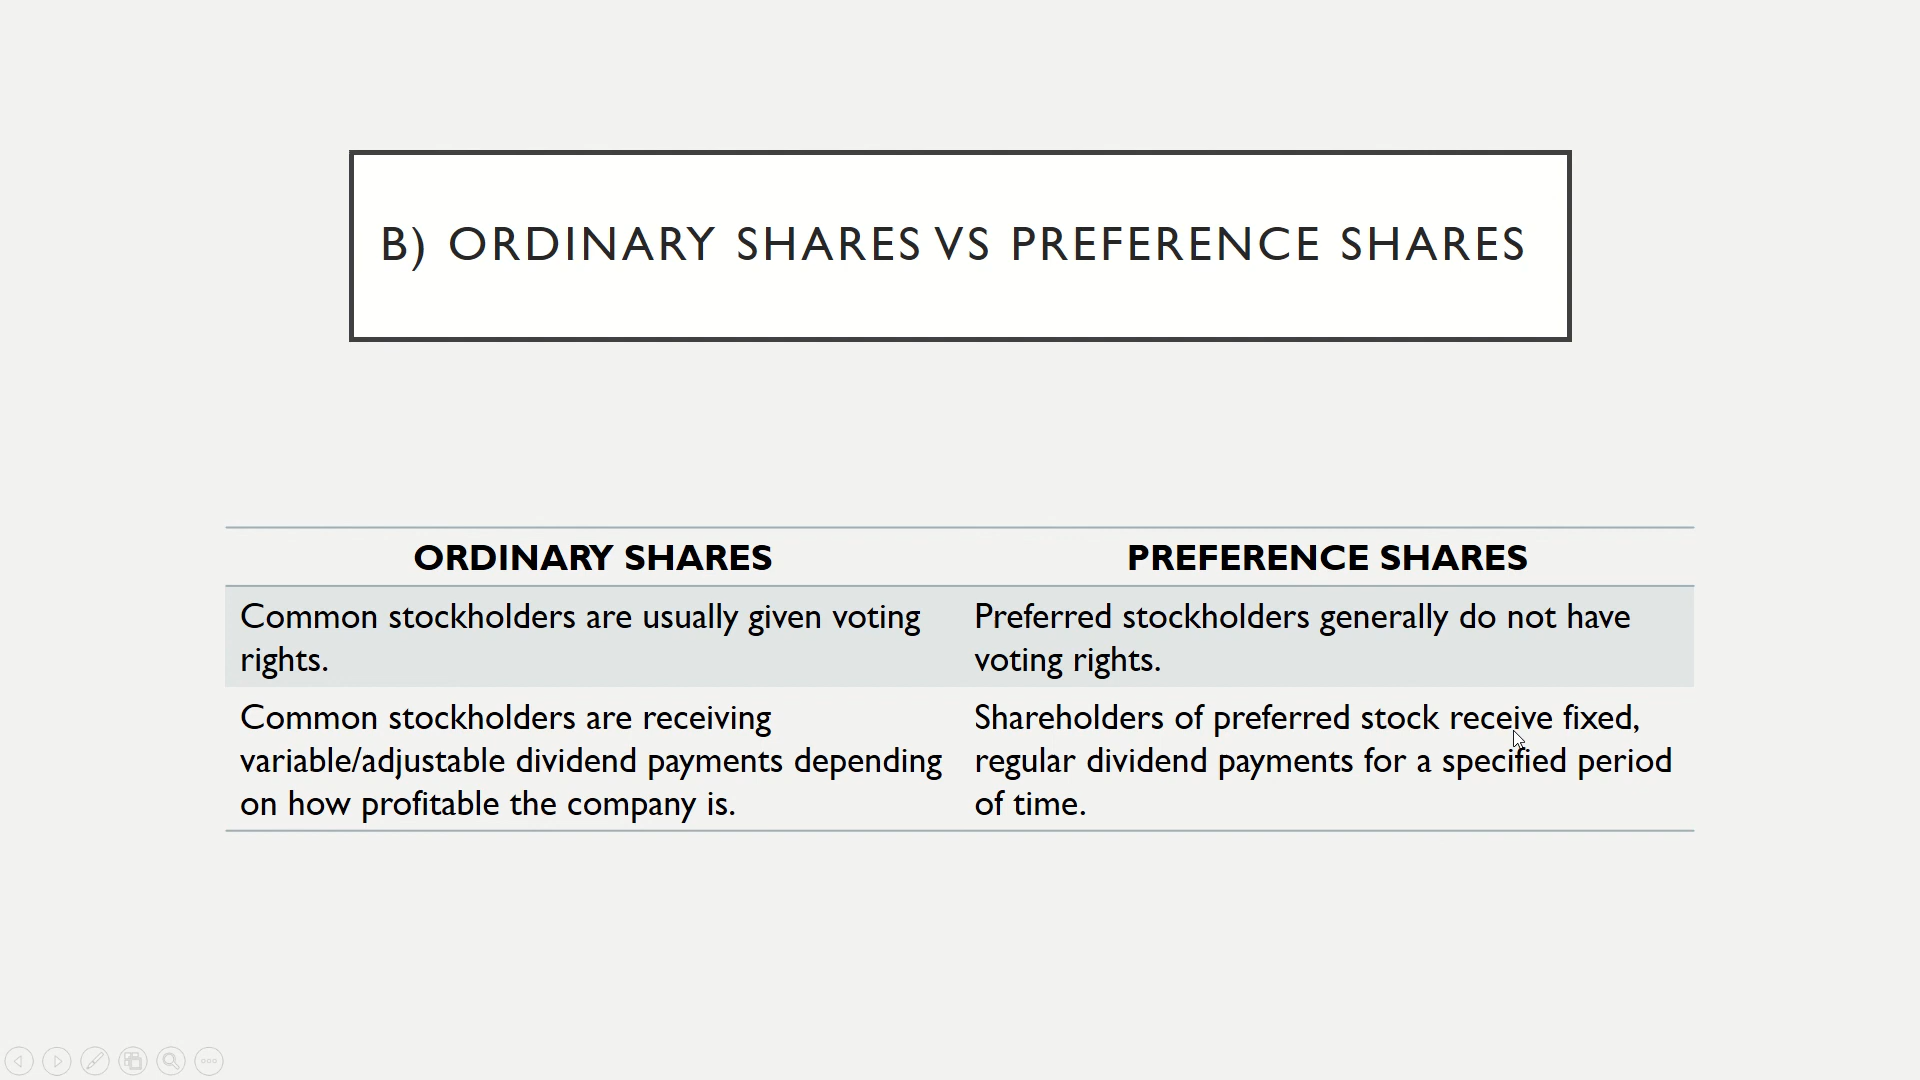 B) ORDINARY SHARES VS PREFERENCE SHARES
ORDINARY SHARES
PREFERENCE SHARES
Common stockholders are usually given voting
rights.
Preferred stockholders generally do not have
voting rights.
Common stockholders are receiving
variable/adjustable dividend payments depending
on how profitable the company is.
Shareholders of preferred stock receive fixed,
regular dividend payments for a specified period
of time.